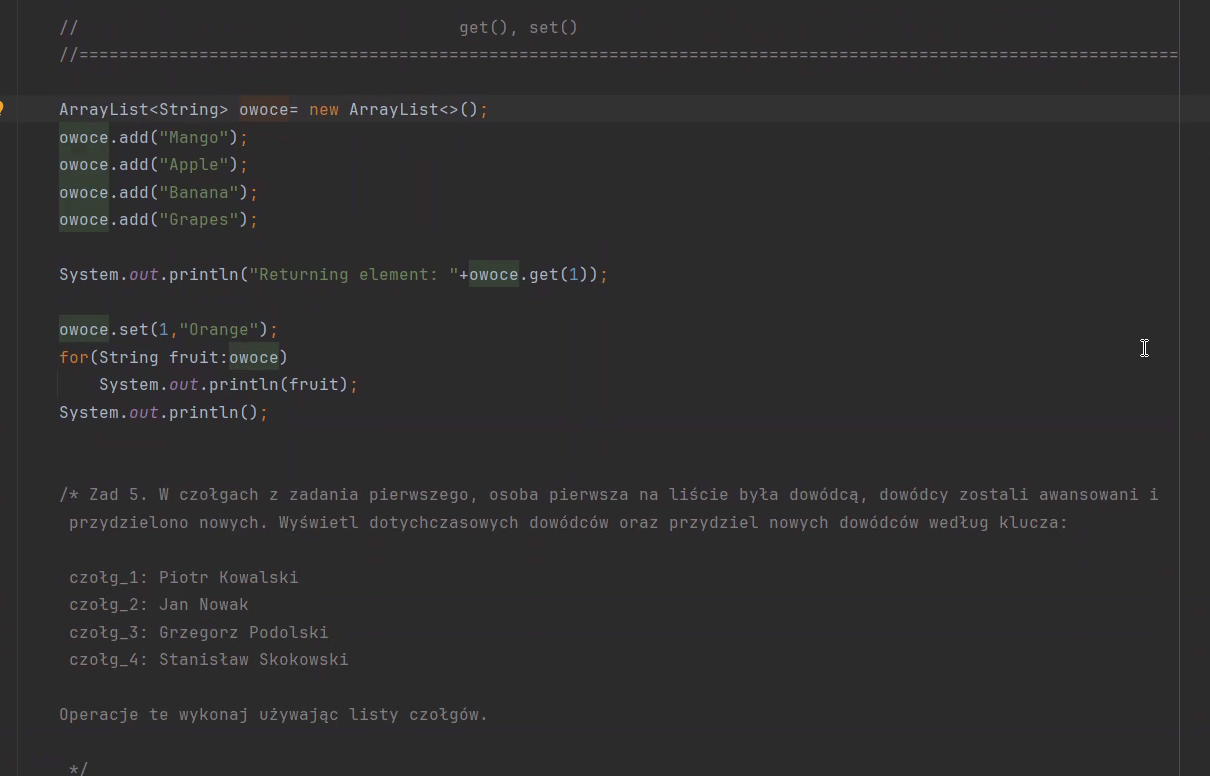 // get(), set()
//==============================================================================================================
ArrayList<String> owoce= new ArrayList<>();
owoce.add("Mango");
owoce.add("Apple");
owoce.add("Banana");
owoce.add("Grapes");
System.out.println("Returning element: "+owoce.get(1));
owoce.set(1,"Orange");
for(String fruit:owoce)
System.out.println(fruit);
System.out.println();
/* Zad 5. W czołgach z zadania pierwszego, osoba pierwsza na liście była dowódcą, dowódcy zostali awansowani i
przydzielono nowych. Wyświetl dotychczasowych dowódców oraz przydziel nowych dowódców według klucza:
czołg_1: Piotr Kowalski
czołg_2: Jan Nowak
czołg_3: Grzegorz Podolski
czołg_4: Stanisław Skokowski
Operacje te wykonaj używając listy czołgów.
*/